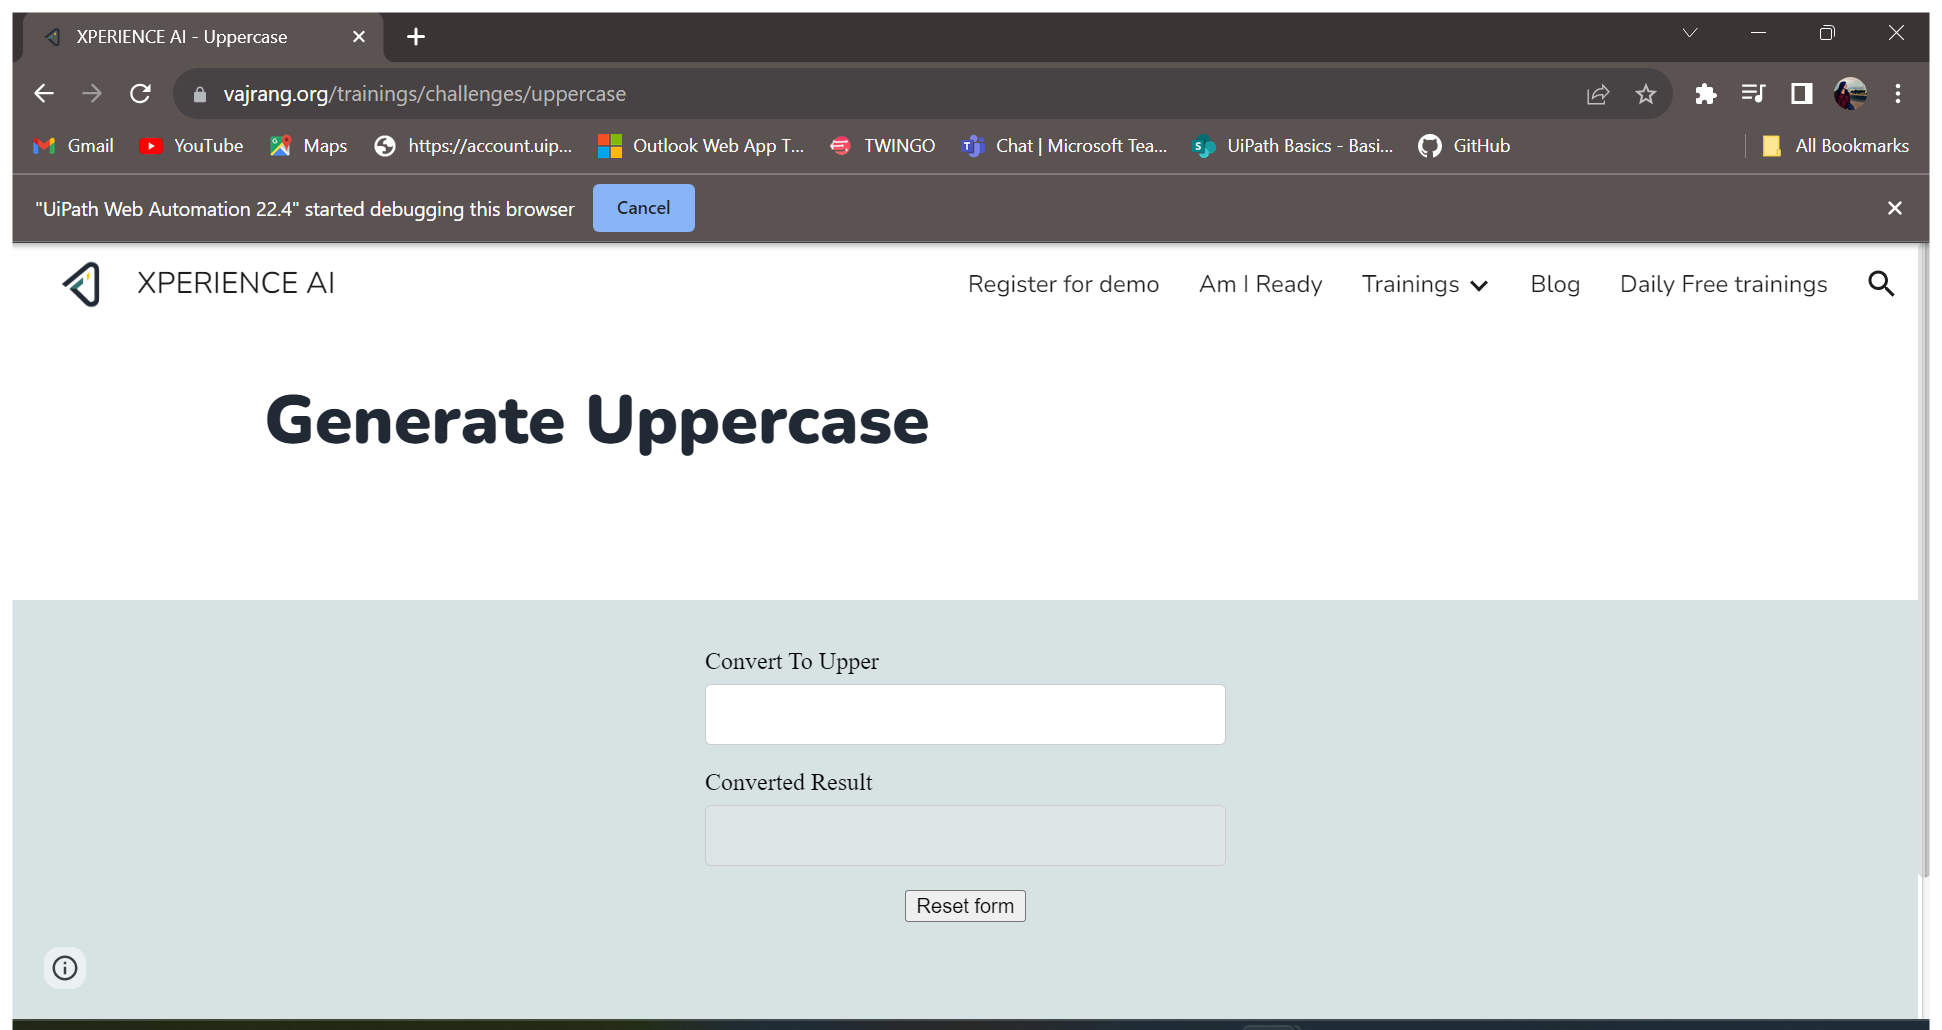 XPERIENCE AI - Uppercase
vajrang.org/trainings/challenges/uppercase
Gmail YouTube Maps https://account.uip... Outlook Web App T... TWINGO Chat | Microsoft Tea... UiPath Basics - Basi... GitHub All Bookmarks
"UiPath Web Automation 22.4" started debugging this browser Cancel
XPERIENCE AI Register for demo Am I Ready Trainings Blog Daily Free trainings
Generate Uppercase
Convert To Upper
Converted Result
Reset form